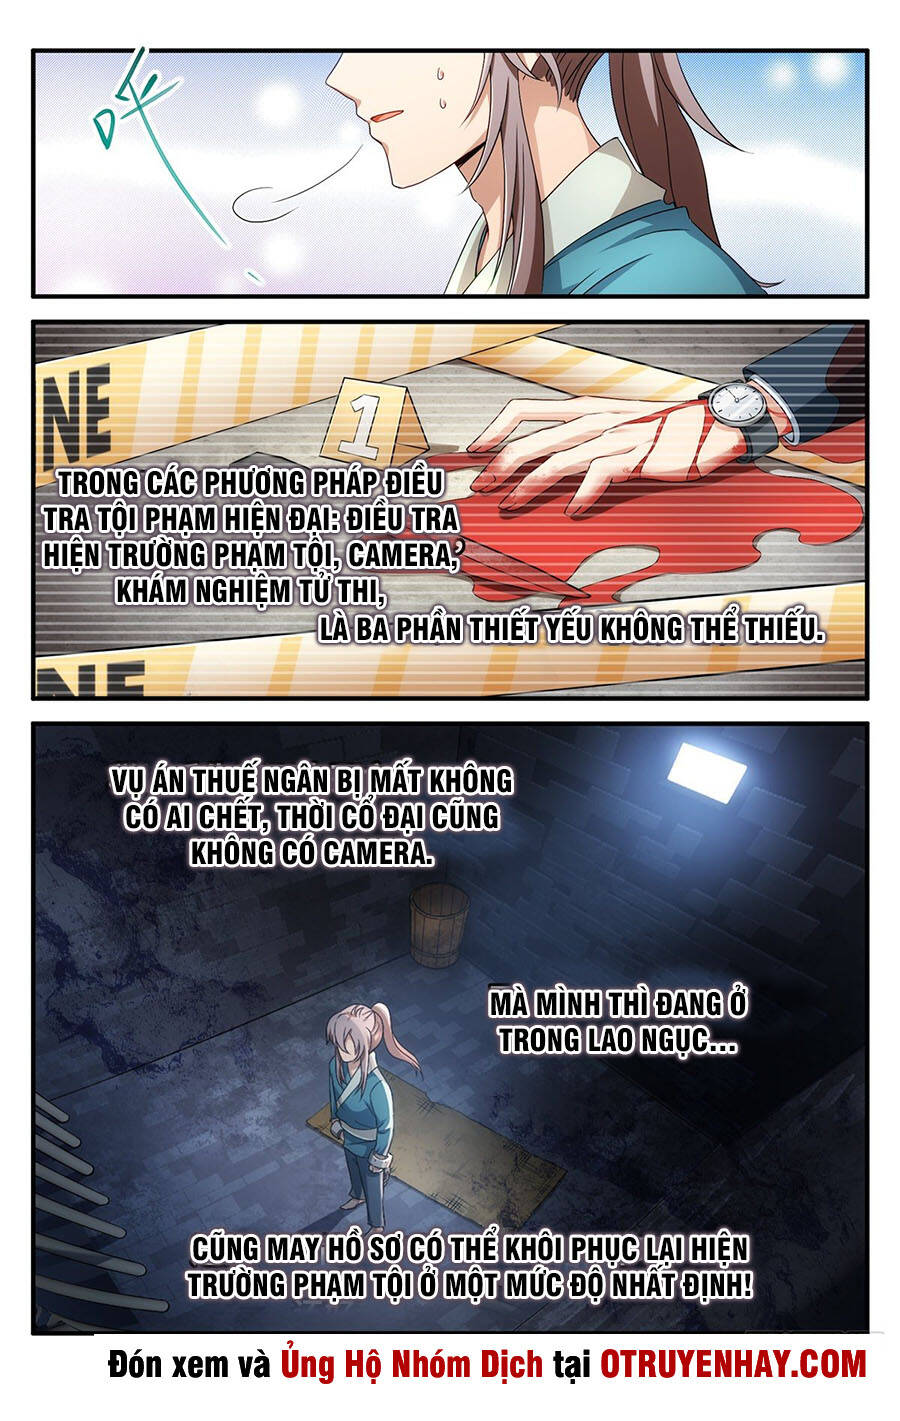 呼
NE
1
TRONG CÁC PHƯƠNG PHÁP ĐIỀU
TRA TỘI PHẠM HIỆN ĐẠI: ĐIỀU TRA
HIỆN TRƯỜNG PHẠM TỘI, CAMERA,
KHÁM NGHIỆM TỬ THI,
LÀ BA PHẦN THIẾT YẾU KHÔNG THỂ THIẾU.
NE
VỤ ÁN THUẾ NGÂN BỊ MẤT KHÔNG
CÓ AI CHẾT, THỜI CỔ ĐẠI CŨNG
KHÔNG CÓ CAMERA.
MÀ MÌNH THÌ ĐANG Ở
TRONG LAO NGỤC...
CŨNG MAY HỒ SƠ CÓ THỂ KHÔI PHỤC LẠI HIỆN
TRƯỜNG PHẠM TỘI Ở MỘT MỨC ĐỘ NHẤT ĐỊNH!
Đón xem và Ủng Hộ Nhóm Dịch tại OTRUYENHAY.COM